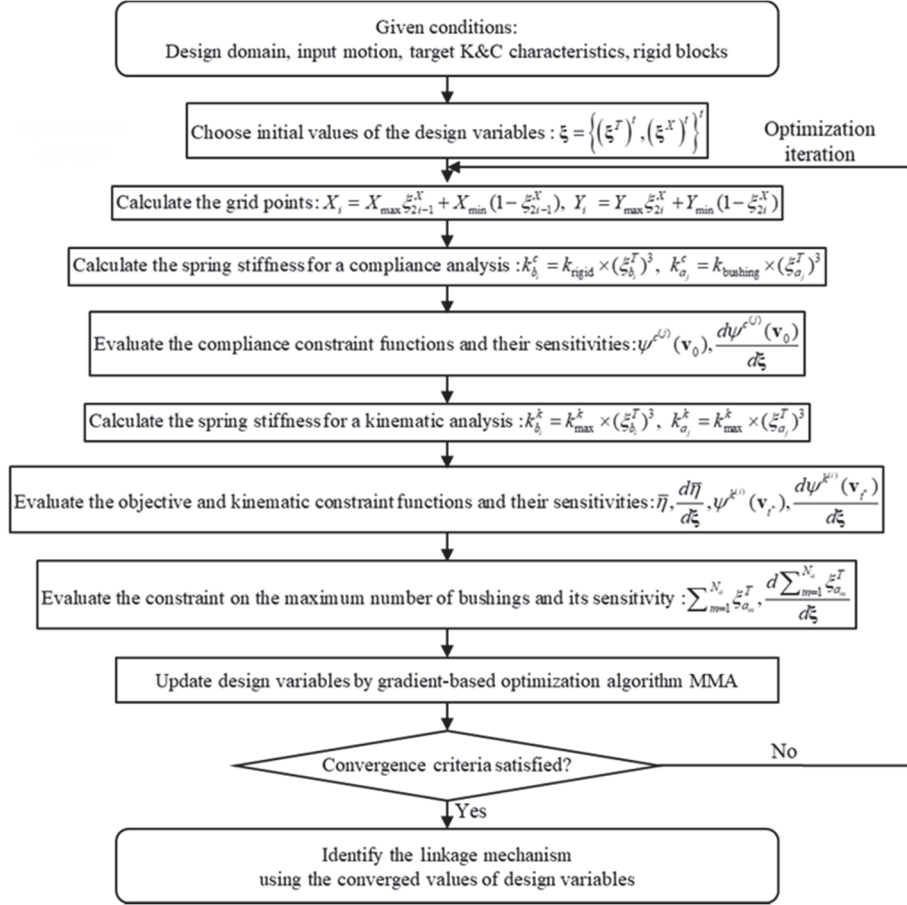 Given conditions:
Design domain, input motion, target K&C characteristics, rigid blocks
Choose initial values of the design variables : ξ = {(ξ^T)^t, (ξ^X)^t}^t
Optimization
iteration
Calculate the grid points: X_i = X_max ξ^X_{2i-1} + X_min (1-ξ^X_{2i-1}), Y_i = Y_max ξ^X_{2i} + Y_min (1-ξ^X_{2i})
Calculate the spring stiffness for a compliance analysis : k^c_{b_i} = k_rigid × (ξ^T_{b_i})^3, k^c_{a_j} = k_bushing × (ξ^T_{a_j})^3
Evaluate the compliance constraint functions and their sensitivities: ψ^{c^{(j)}}(v_0), dψ^{c^{(j)}}(v_0)/dξ
Calculate the spring stiffness for a kinematic analysis : k^k_{b_i} = k^k_max × (ξ^T_{b_i})^3, k^k_{a_j} = k^k_max × (ξ^T_{a_j})^3
Evaluate the objective and kinematic constraint functions and their sensitivities: η̄, dη̄/dξ, ψ^{k^{(i)}}(v_{t*}), dψ^{k^{(i)}}(v_{t*})/dξ
Evaluate the constraint on the maximum number of bushings and its sensitivity : ∑^{N_a}_{m=1} ξ^T_{a_m}, d∑^{N_a}_{m=1} ξ^T_{a_m}/dξ
Update design variables by gradient-based optimization algorithm MMA
Convergence criteria satisfied?
No
Yes
Identify the linkage mechanism
using the converged values of design variables